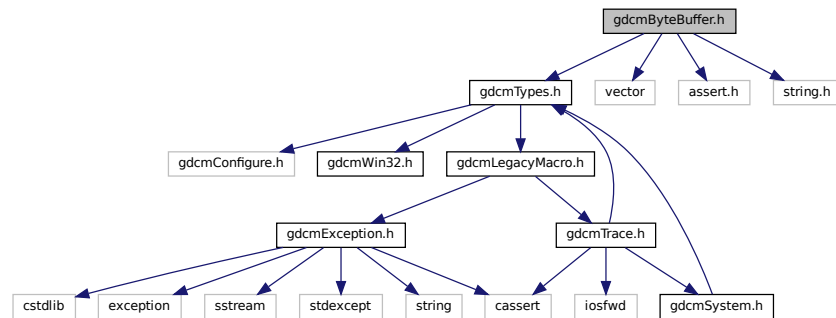 gdcmByteBuffer.h
gdcmTypes.h
vector
assert.h
string.h
gdcmConfigure.h
gdcmWin32.h
gdcmLegacyMacro.h
gdcmException.h
gdcmTrace.h
cstdlib
exception
sstream
stdexcept
string
cassert
iosfwd
gdcmSystem.h